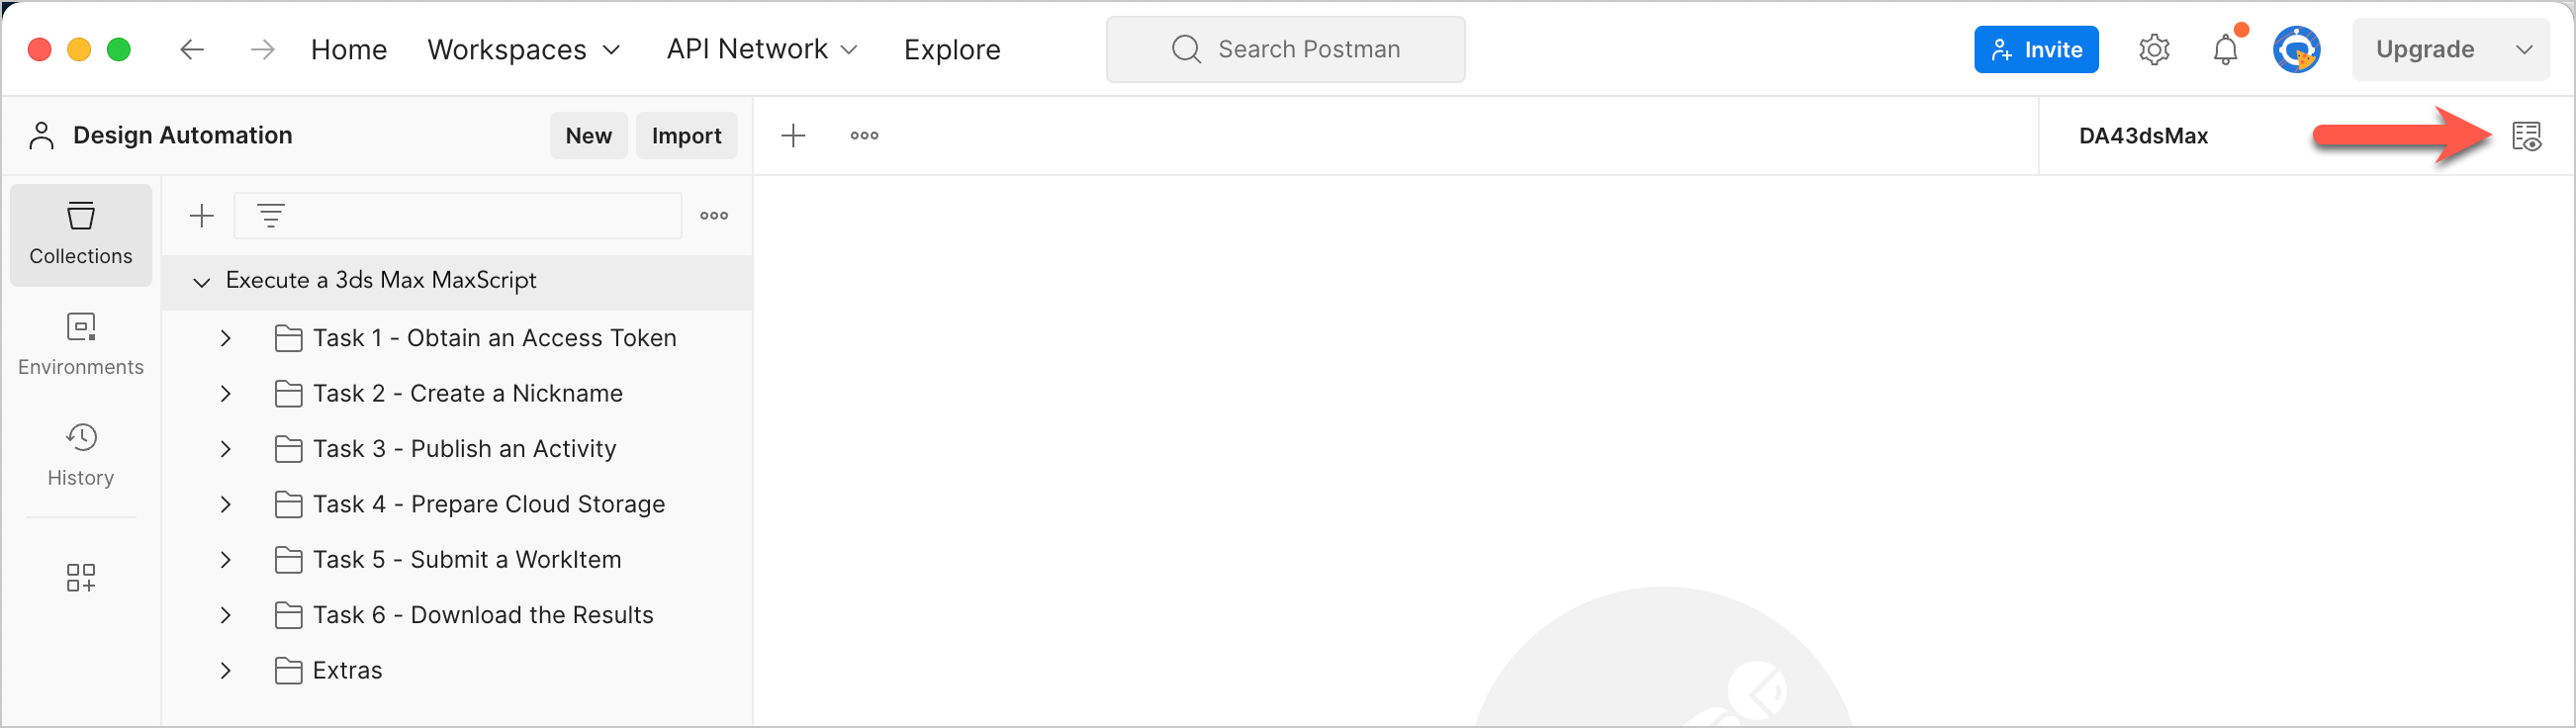 Home Workspaces API Network Explore Search Postman Invite Upgrade
Design Automation New Import DA43dsMax
Collections
Environments
History
Execute a 3ds Max MaxScript
Task 1 - Obtain an Access Token
Task 2 - Create a Nickname
Task 3 - Publish an Activity
Task 4 - Prepare Cloud Storage
Task 5 - Submit a WorkItem
Task 6 - Download the Results
Extras